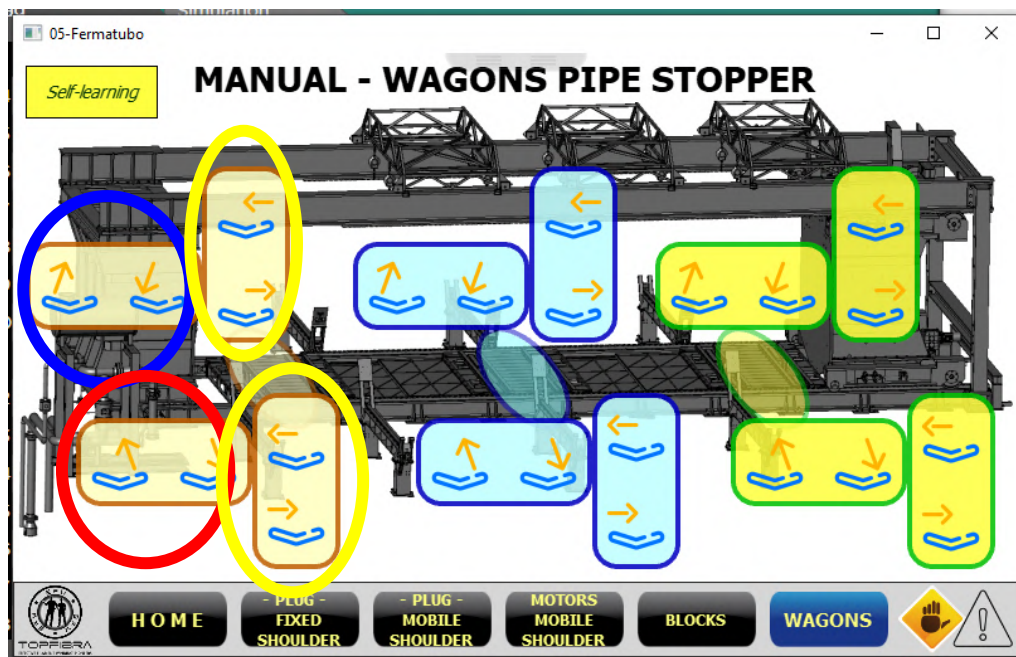 05-Fermatubo
Self-learning
MANUAL - WAGONS PIPE STOPPER
HOME
- PLUG -
FIXED
SHOULDER
- PLUG -
MOBILE
SHOULDER
MOTORS
MOBILE
SHOULDER
BLOCKS
WAGONS
TOPFIBRA